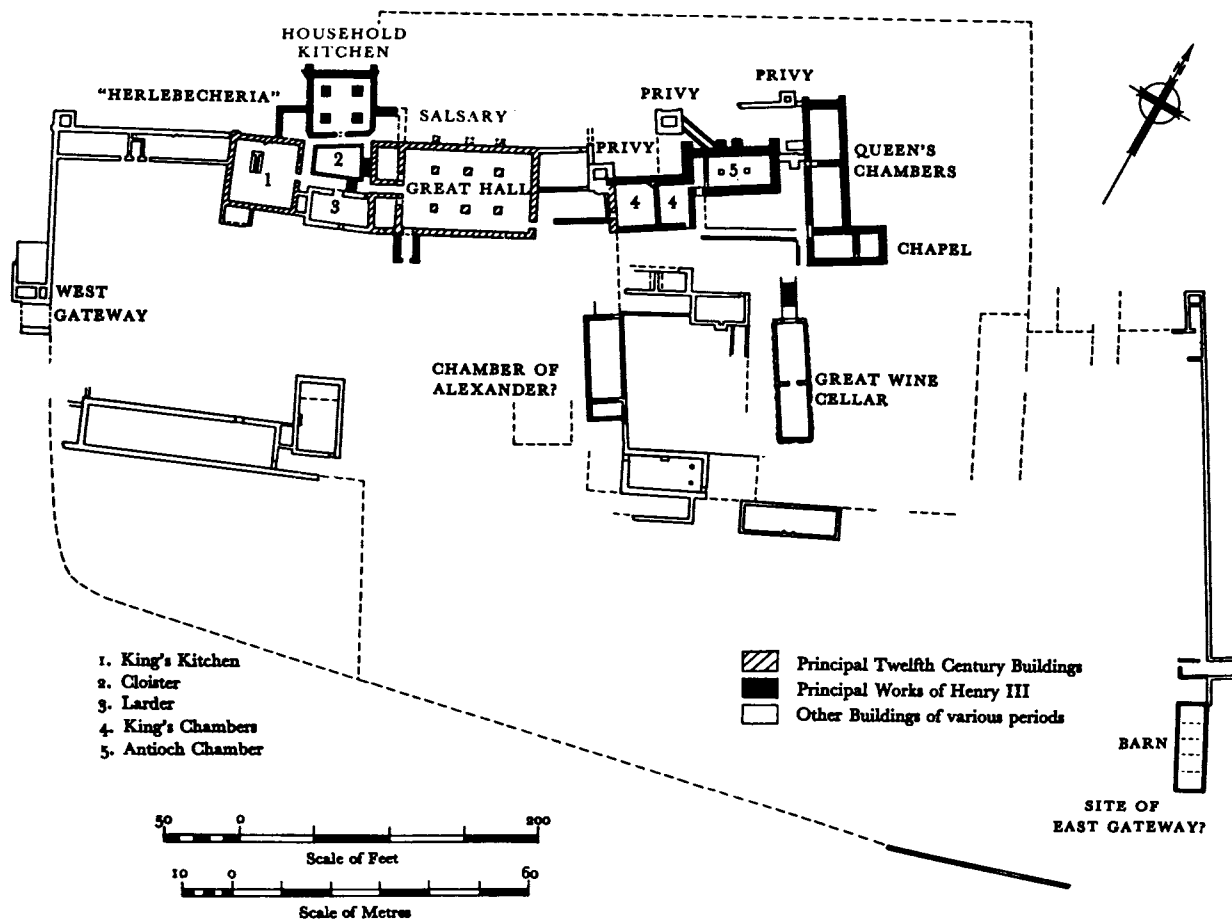 HOUSEHOLD
KITCHEN
"HERLEBECHERIA"
SALSARY
PRIVY
PRIVY
PRIVY
1
2
3
GREAT HALL
4
4
5
QUEEN'S
CHAMBERS
CHAPEL
WEST
GATEWAY
CHAMBER OF
ALEXANDER?
GREAT WINE
CELLAR
1. King's Kitchen
2. Cloister
3. Larder
4. King's Chambers
5. Antioch Chamber
Principal Twelfth Century Buildings
Principal Works of Henry III
Other Buildings of various periods
BARN
SITE OF
EAST GATEWAY?
50 0 200
Scale of Feet
10 0 60
Scale of Metres